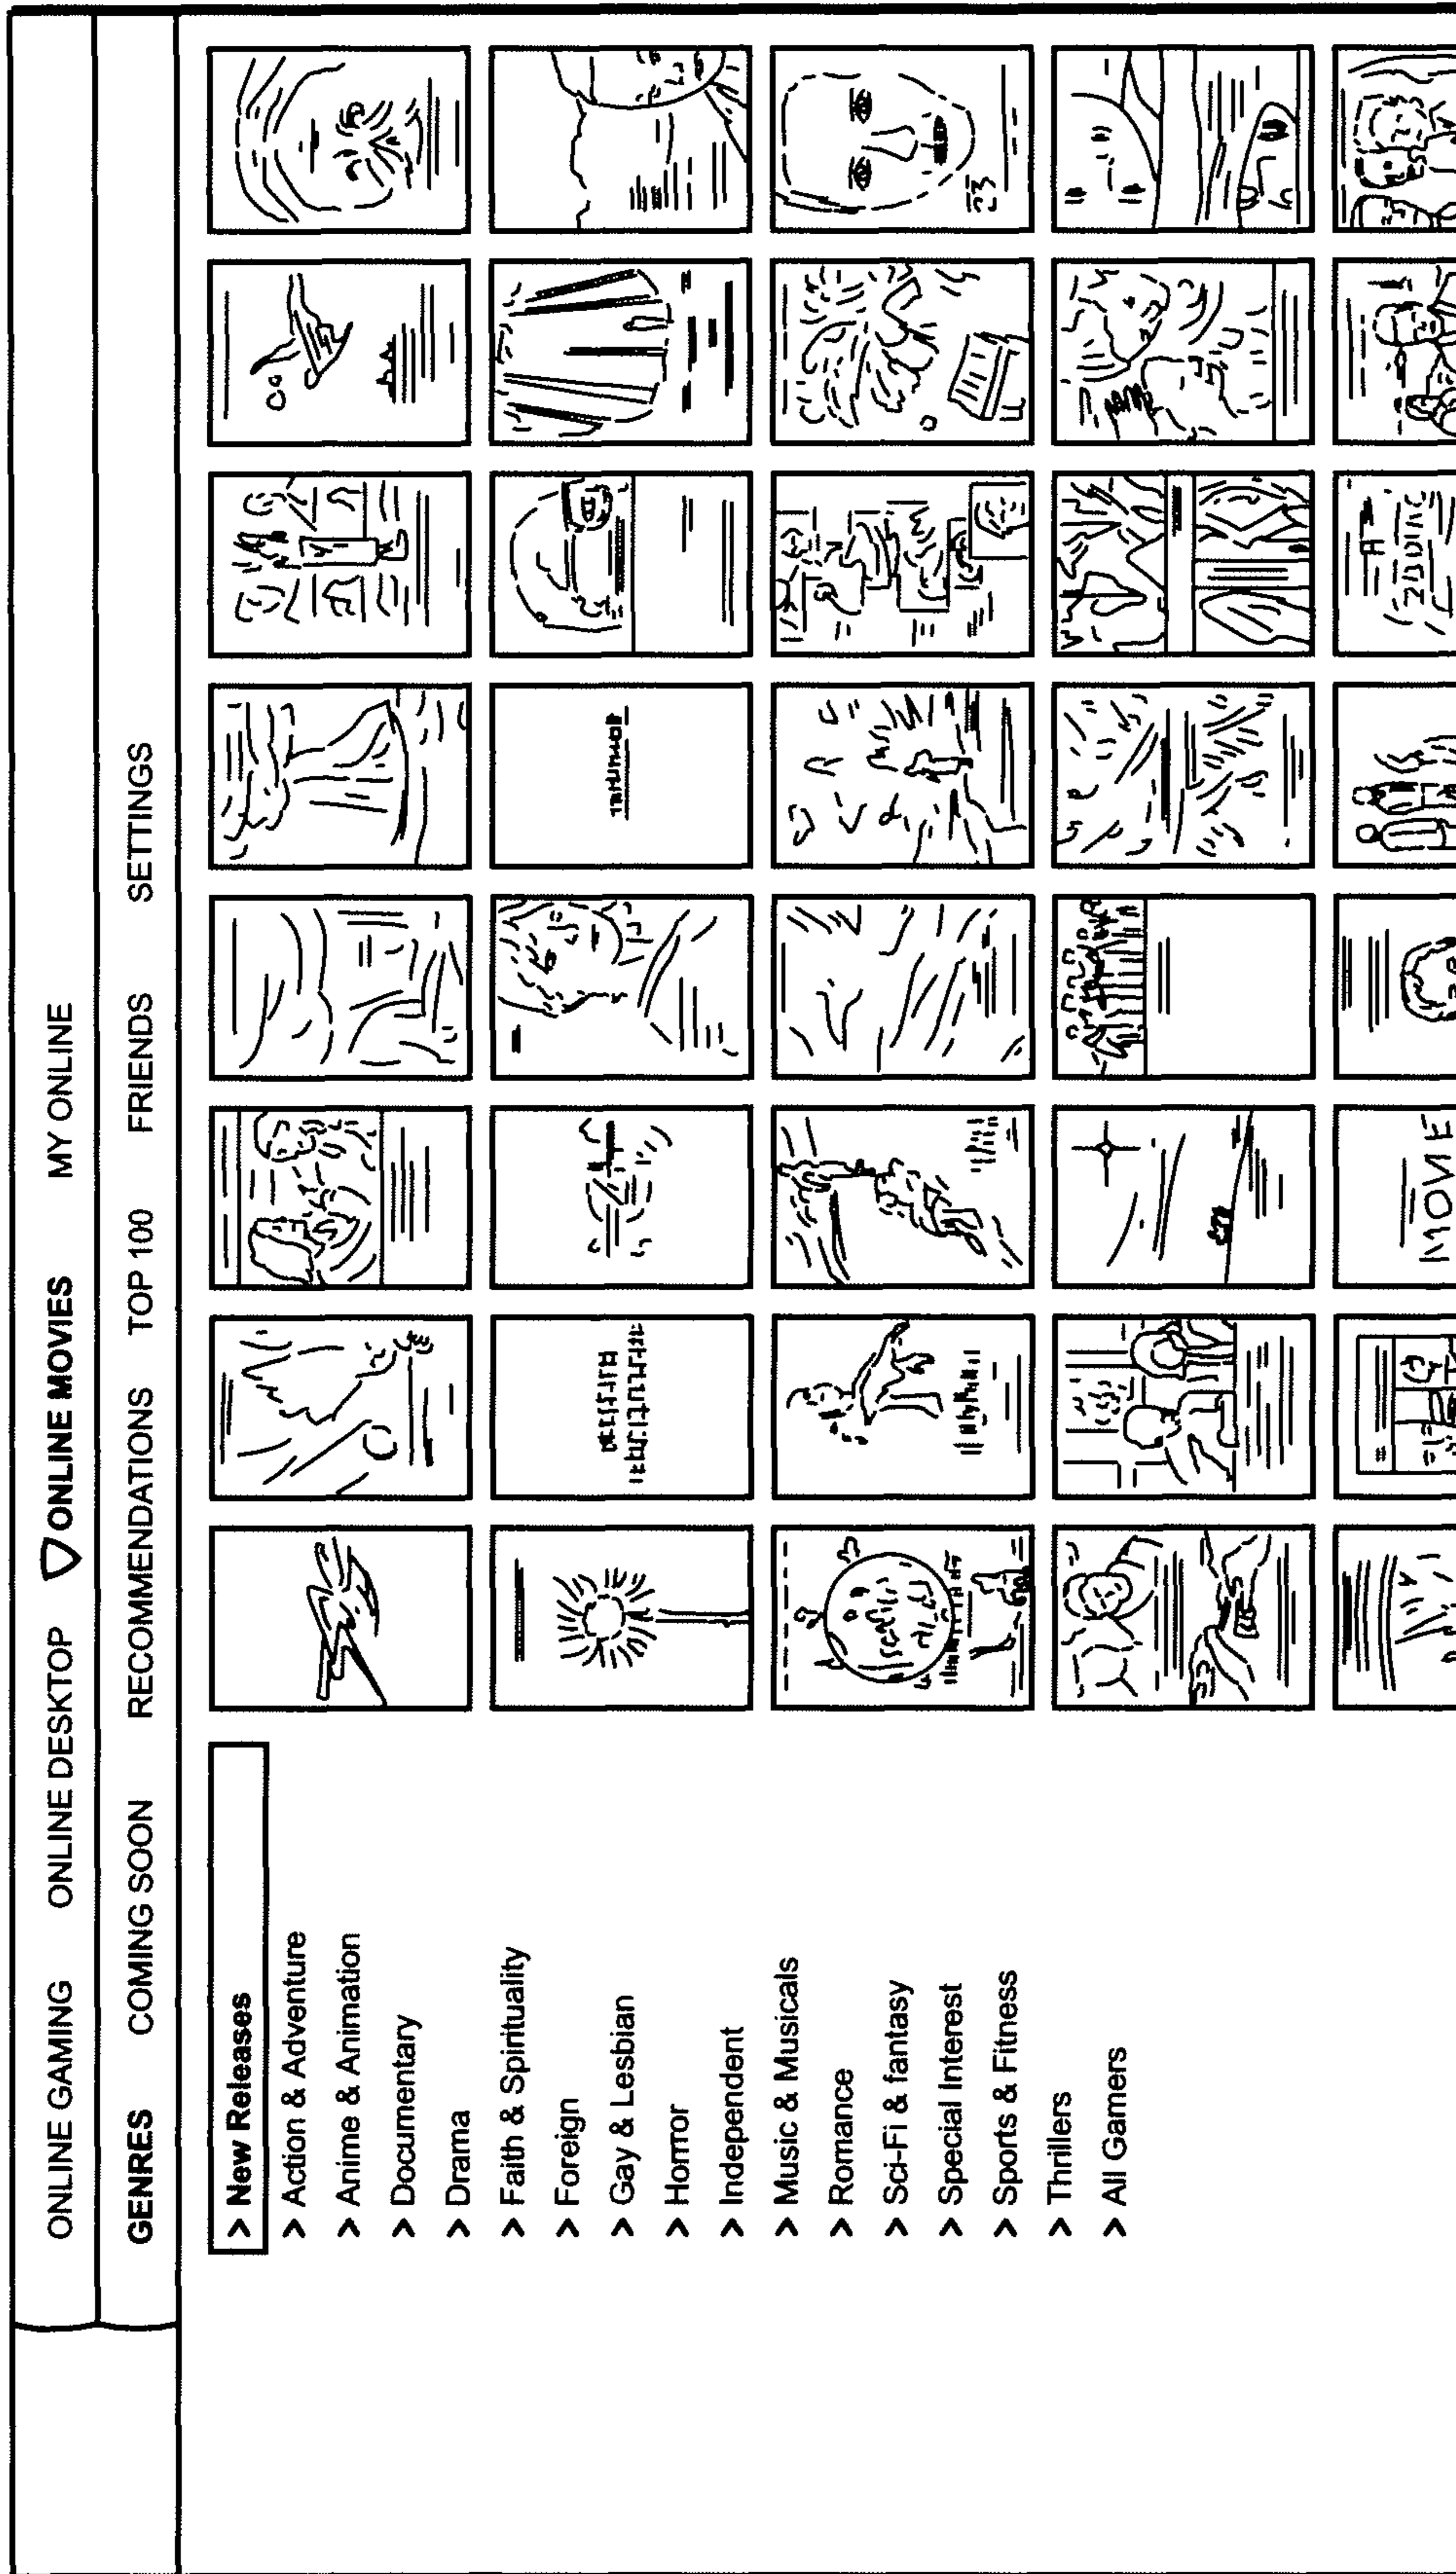 ONLINE GAMING ONLINE DESKTOP ONLINE MOVIES MY ONLINE
GENRES COMING SOON RECOMMENDATIONS TOP 100 FRIENDS SETTINGS
> New Releases
> Action & Adventure
> Anime & Animation
> Documentary
> Drama
> Faith & Spirituality
> Foreign
> Gay & Lesbian
> Horror
> Independent
> Music & Musicals
> Romance
> Sci-Fi & fantasy
> Special Interest
> Sports & Fitness
> Thrillers
> All Gamers
23
MOVIE